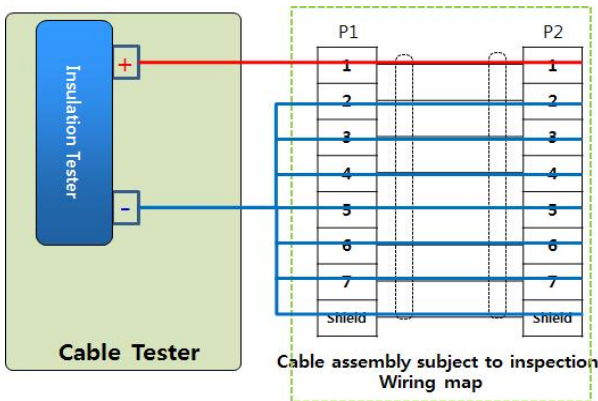 P1 P2
+
-
Insulation Tester
1 1
2 2
3 3
4 4
5 5
6 6
7 7
Shield Shield
Cable Tester
Cable assembly subject to inspection
Wiring map